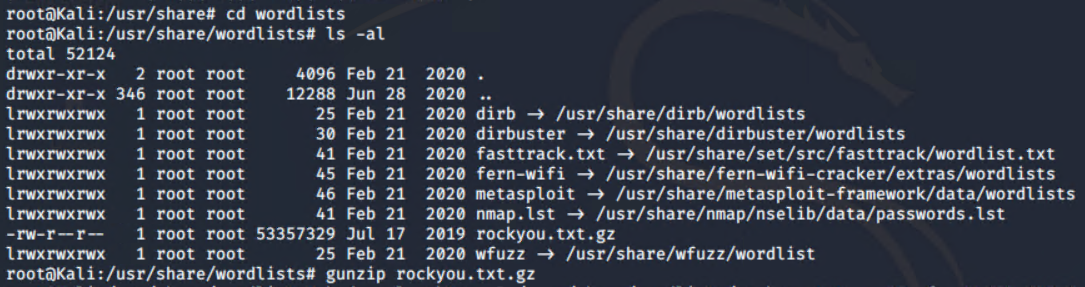 root@Kali:/usr/share# cd wordlists
root@Kali:/usr/share/wordlists# ls -al
total 52124
drwxr-xr-x   2 root root     4096 Feb 21  2020 .
drwxr-xr-x 346 root root    12288 Jun 28  2020 ..
lrwxrwxrwx   1 root root       25 Feb 21  2020 dirb → /usr/share/dirb/wordlists
lrwxrwxrwx   1 root root       30 Feb 21  2020 dirbuster → /usr/share/dirbuster/wordlists
lrwxrwxrwx   1 root root       41 Feb 21  2020 fasttrack.txt → /usr/share/set/src/fasttrack/wordlist.txt
lrwxrwxrwx   1 root root       45 Feb 21  2020 fern-wifi → /usr/share/fern-wifi-cracker/extras/wordlists
lrwxrwxrwx   1 root root       46 Feb 21  2020 metasploit → /usr/share/metasploit-framework/data/wordlists
lrwxrwxrwx   1 root root       41 Feb 21  2020 nmap.lst → /usr/share/nmap/nselib/data/passwords.lst
-rw-r--r--   1 root root 53357329 Jul 17  2019 rockyou.txt.gz
lrwxrwxrwx   1 root root       25 Feb 21  2020 wfuzz → /usr/share/wfuzz/wordlist
root@Kali:/usr/share/wordlists# gunzip rockyou.txt.gz